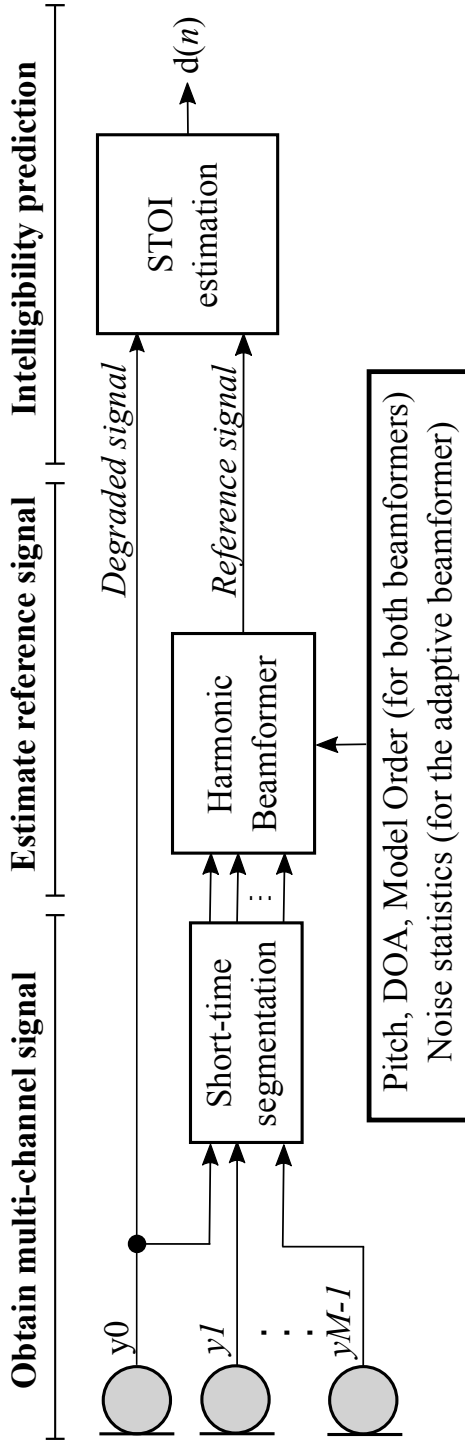 Obtain multi-channel signal
Estimate reference signal
Intelligibility prediction
y0
y1
. . . .
yM-1
Short-time
segmentation
...
Harmonic
Beamformer
Degraded signal
Reference signal
STOI
estimation
d(n)
Pitch, DOA, Model Order (for both beamformers)
Noise statistics (for the adaptive beamformer)